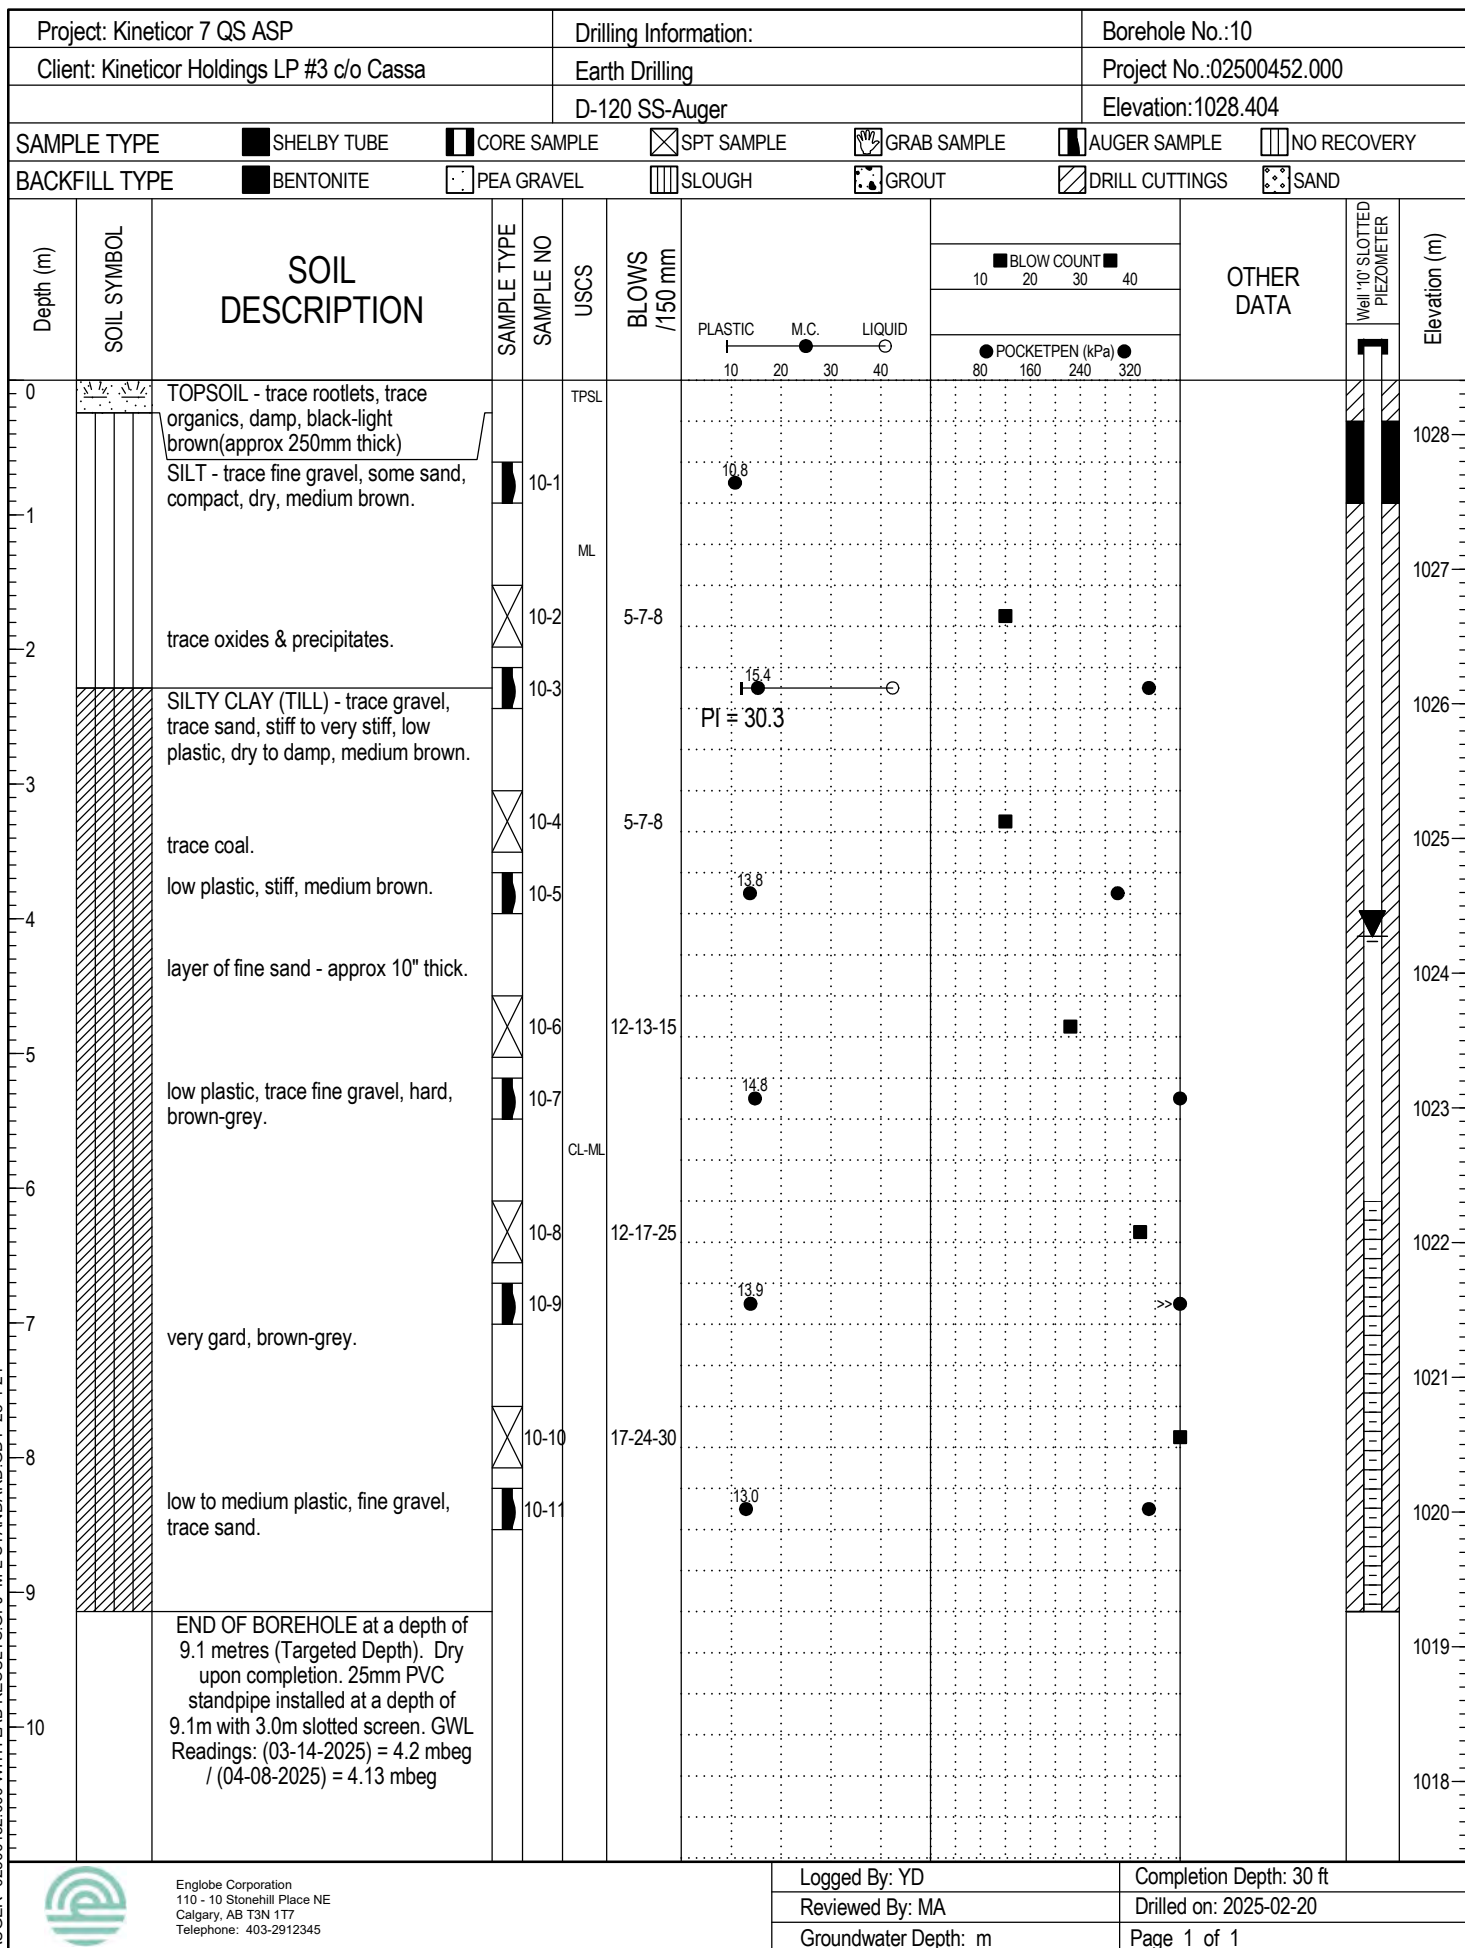 Project: Kineticor 7 QS ASP
Drilling Information:
Borehole No.:10
Client: Kineticor Holdings LP #3 c/o Cassa
Earth Drilling
Project No.:02500452.000
D-120 SS-Auger
Elevation:1028.404
SAMPLE TYPE
SHELBY TUBE
CORE SAMPLE
SPT SAMPLE
GRAB SAMPLE
AUGER SAMPLE
NO RECOVERY
BACKFILL TYPE
BENTONITE
PEA GRAVEL
SLOUGH
GROUT
DRILL CUTTINGS
SAND
Depth (m)
SOIL SYMBOL
SOIL
DESCRIPTION
SAMPLE TYPE
SAMPLE NO
USCS
BLOWS
/150 mm
PLASTIC M.C. LIQUID
10 20 30 40
BLOW COUNT
10 20 30 40
POCKETPEN (kPa)
80 160 240 320
OTHER
DATA
Well '10' SLOTTED
PIEZOMETER
Elevation (m)
0
TOPSOIL - trace rootlets, trace
organics, damp, black-light
brown(approx 250mm thick)
TPSL
1028
SILT - trace fine gravel, some sand,
compact, dry, medium brown.
10-1
10.8
1
ML
1027
10-2
5-7-8
trace oxides & precipitates.
2
10-3
15.4
SILTY CLAY (TILL) - trace gravel,
trace sand, stiff to very stiff, low
plastic, dry to damp, medium brown.
PI = 30.3
1026
3
10-4
5-7-8
trace coal.
1025
low plastic, stiff, medium brown.
10-5
13.8
4
layer of fine sand - approx 10" thick.
1024
10-6
12-13-15
5
low plastic, trace fine gravel, hard,
brown-grey.
10-7
14.8
1023
CL-ML
6
10-8
12-17-25
1022
10-9
13.9
>>
7
very gard, brown-grey.
1021
10-10
17-24-30
8
low to medium plastic, fine gravel,
trace sand.
10-11
13.0
1020
9
END OF BOREHOLE at a depth of
9.1 metres (Targeted Depth). Dry
upon completion. 25mm PVC
standpipe installed at a depth of
9.1m with 3.0m slotted screen. GWL
Readings: (03-14-2025) = 4.2 mbeg
/ (04-08-2025) = 4.13 mbeg
1019
10
1018
Englobe Corporation
110 - 10 Stonehill Place NE
Calgary, AB T3N 1T7
Telephone: 403-2912345
Logged By: YD
Completion Depth: 30 ft
Reviewed By: MA
Drilled on: 2025-02-20
Groundwater Depth: m
Page 1 of 1